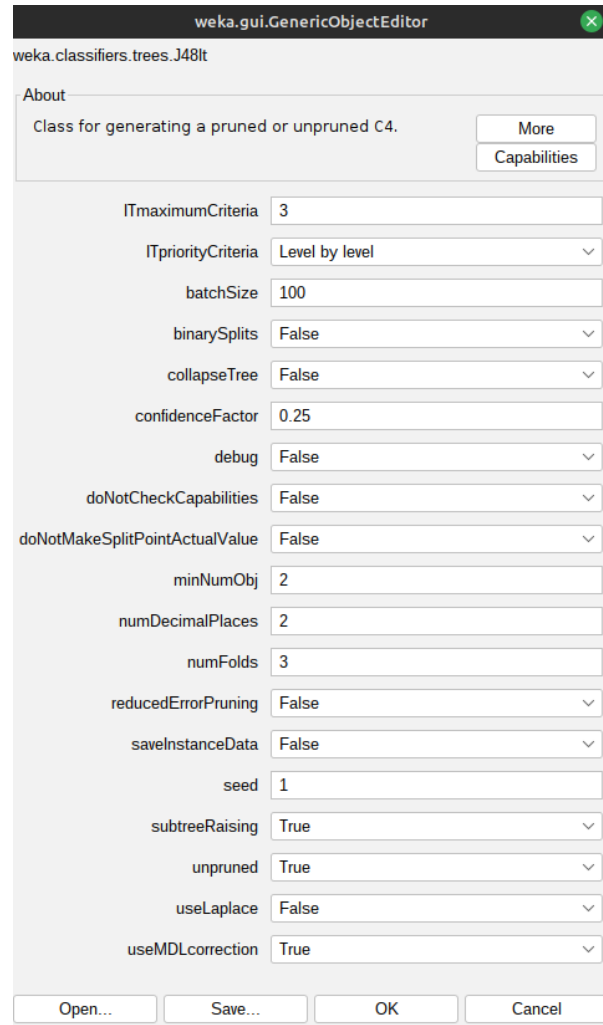 weka.gui.GenericObjectEditor
weka.classifiers.trees.J48It
About
Class for generating a pruned or unpruned C4.
More
Capabilities
ITmaximumCriteria 3
ITpriorityCriteria Level by level
batchSize 100
binarySplits False
collapseTree False
confidenceFactor 0.25
debug False
doNotCheckCapabilities False
doNotMakeSplitPointActualValue False
minNumObj 2
numDecimalPlaces 2
numFolds 3
reducedErrorPruning False
saveInstanceData False
seed 1
subtreeRaising True
unpruned True
useLaplace False
useMDLcorrection True
Open... Save... OK Cancel